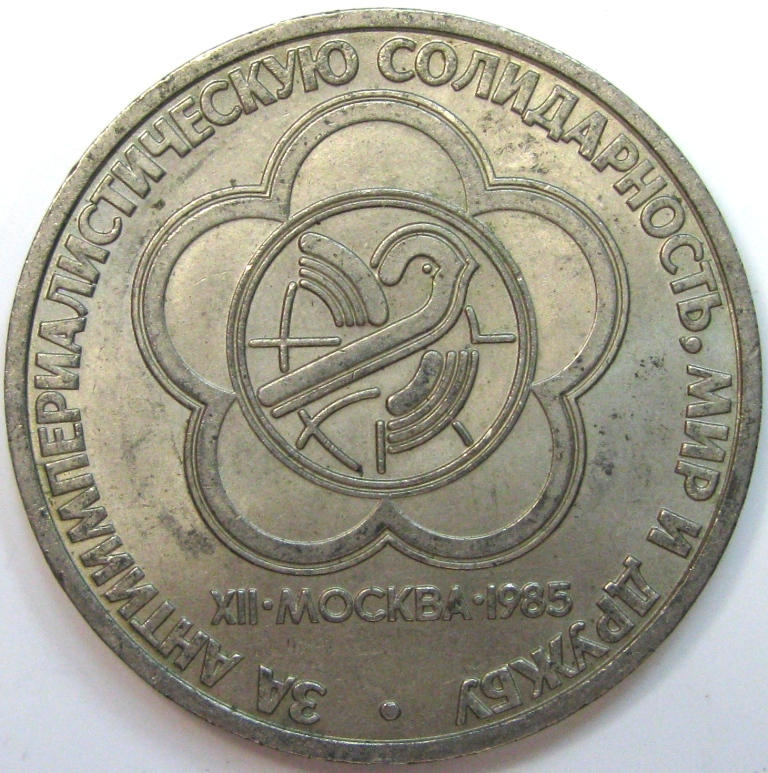 ЗА АНТИИМПЕРИАЛИСТИЧЕСКУЮ СОЛИДАРНОСТЬ, МИР И ДРУЖБУ •
XII•МОСКВА•1985